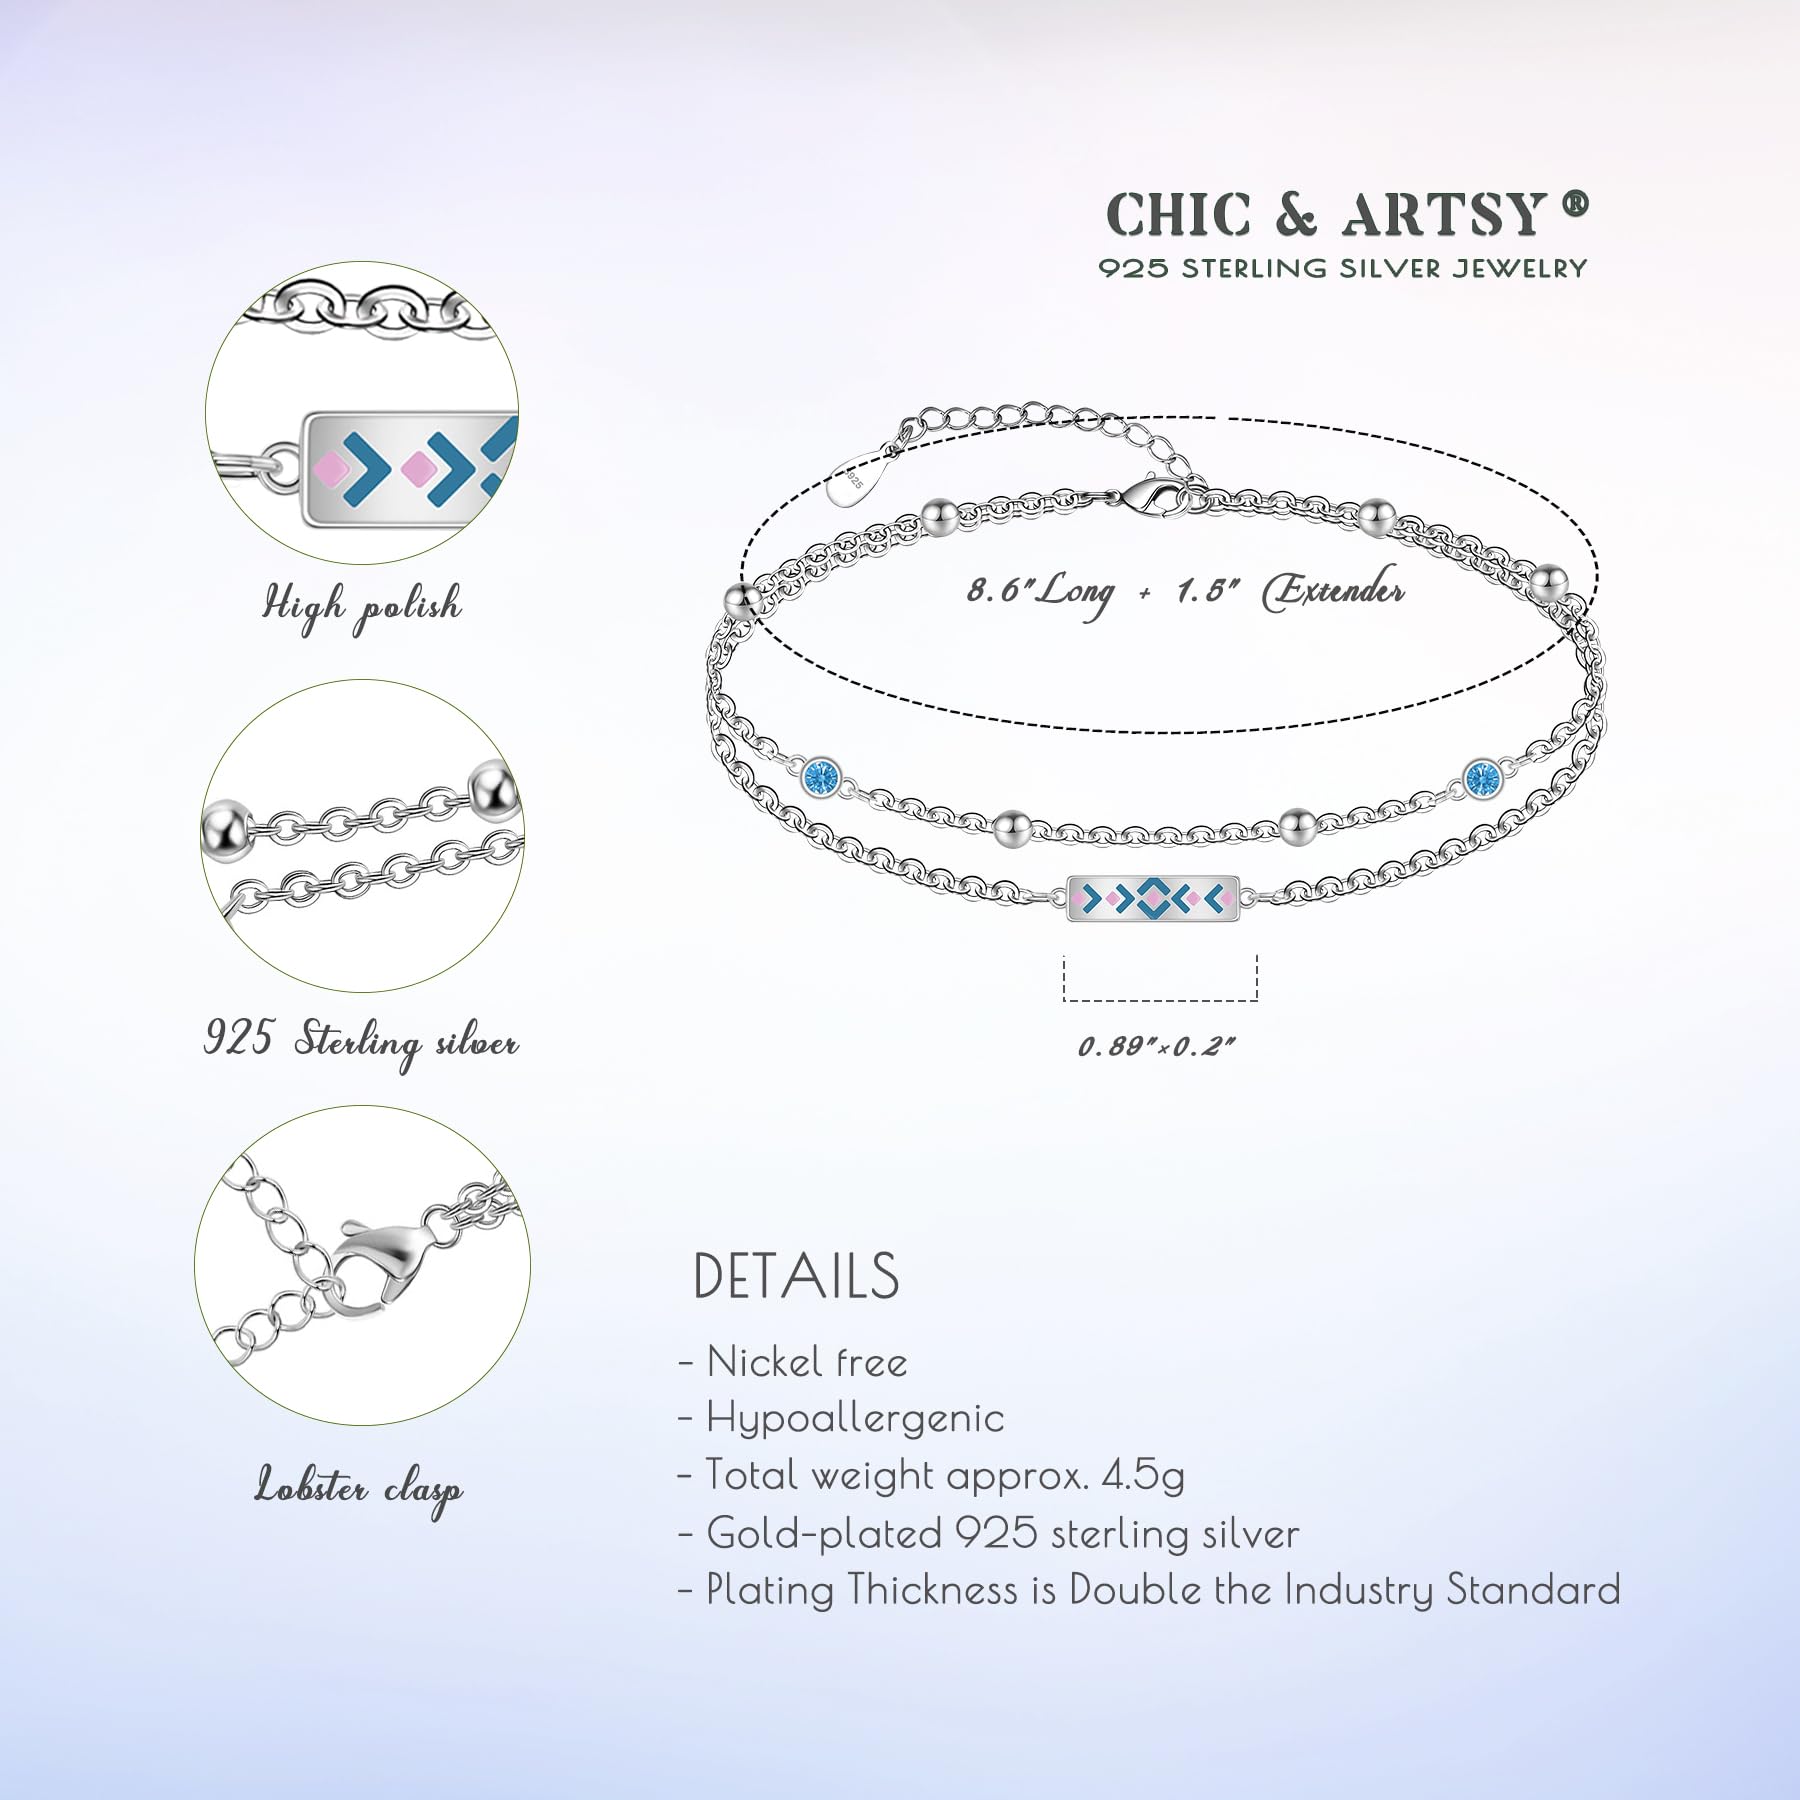 CHIC & ARTSY®
925 STERLING SILVER JEWELRY
High polish
925
8.6"Long + 1.5" Extender
925 Sterling silver
0.89"×0.2"
Lobster clasp
DETAILS
- Nickel free
- Hypoallergenic
- Total weight approx. 4.5g
- Gold-plated 925 sterling silver
- Plating Thickness is Double the Industry Standard